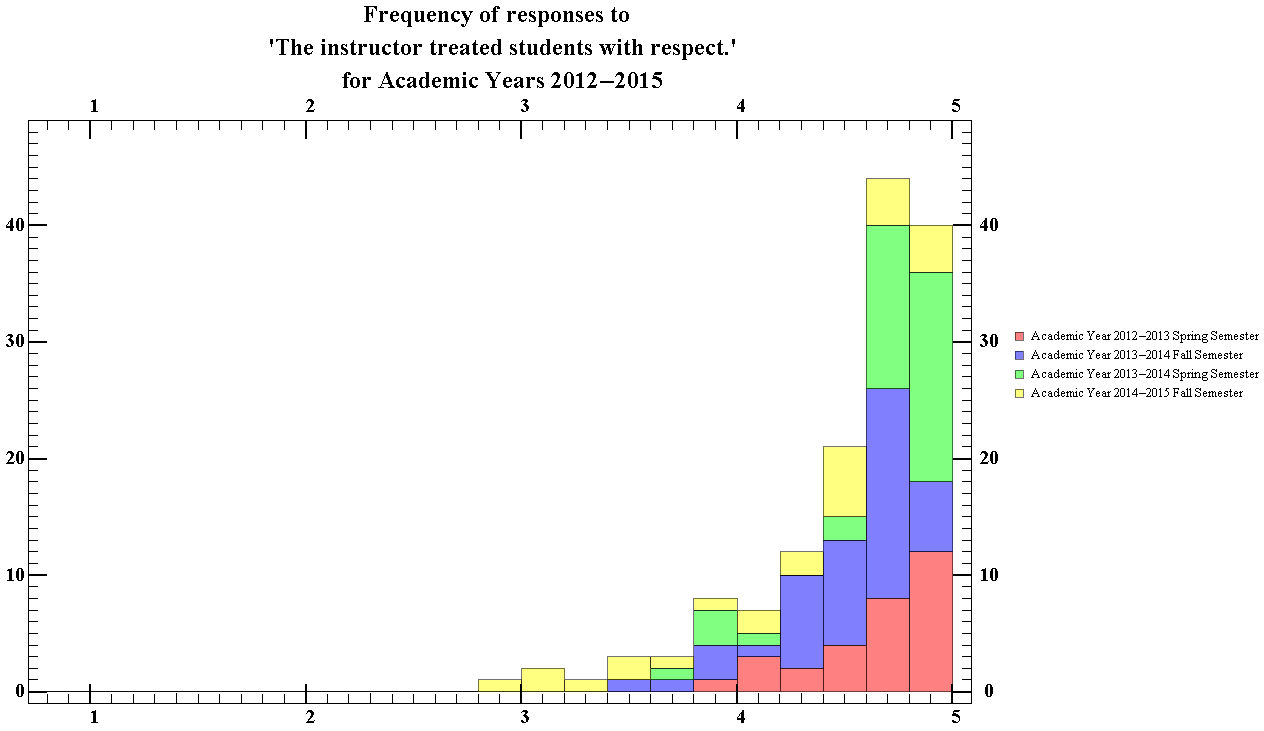 Frequency of responses to
'The instructor treated students with respect.'
for Academic Years 2012–2015
1 2 3 4 5
40 40
30 30
20 20
10 10
0 0
1 2 3 4 5
Academic Year 2012–2013 Spring Semester
Academic Year 2013–2014 Fall Semester
Academic Year 2013–2014 Spring Semester
Academic Year 2014–2015 Fall Semester